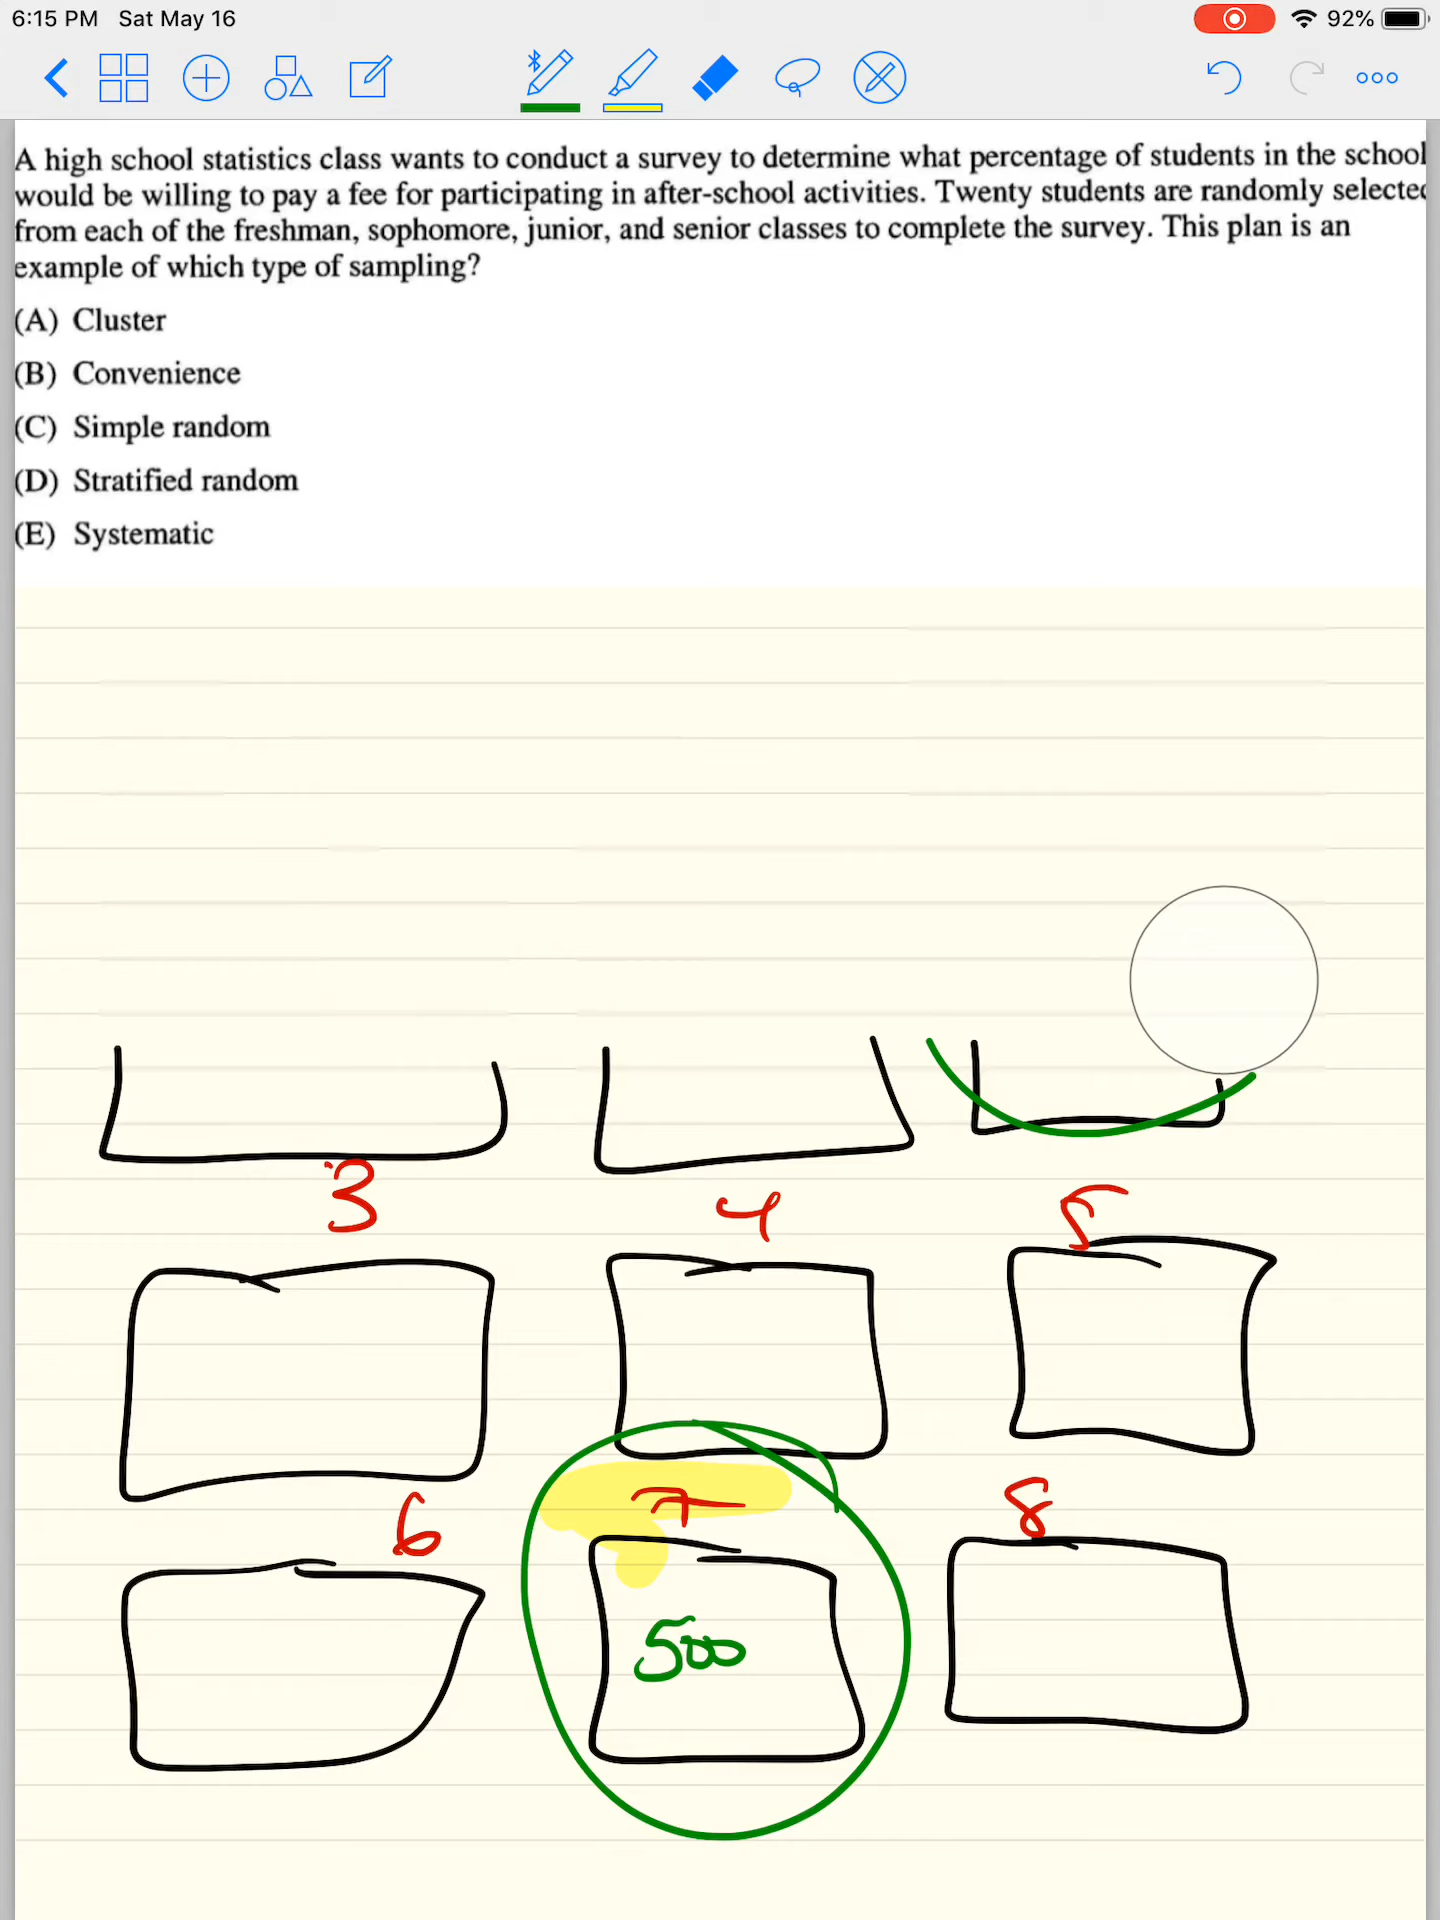 6:15 PM Sat May 16 92%
A high school statistics class wants to conduct a survey to determine what percentage of students in the school
would be willing to pay a fee for participating in after-school activities. Twenty students are randomly selected
from each of the freshman, sophomore, junior, and senior classes to complete the survey. This plan is an
example of which type of sampling?
(A) Cluster
(B) Convenience
(C) Simple random
(D) Stratified random
(E) Systematic
3 4 5
6 7 8
500